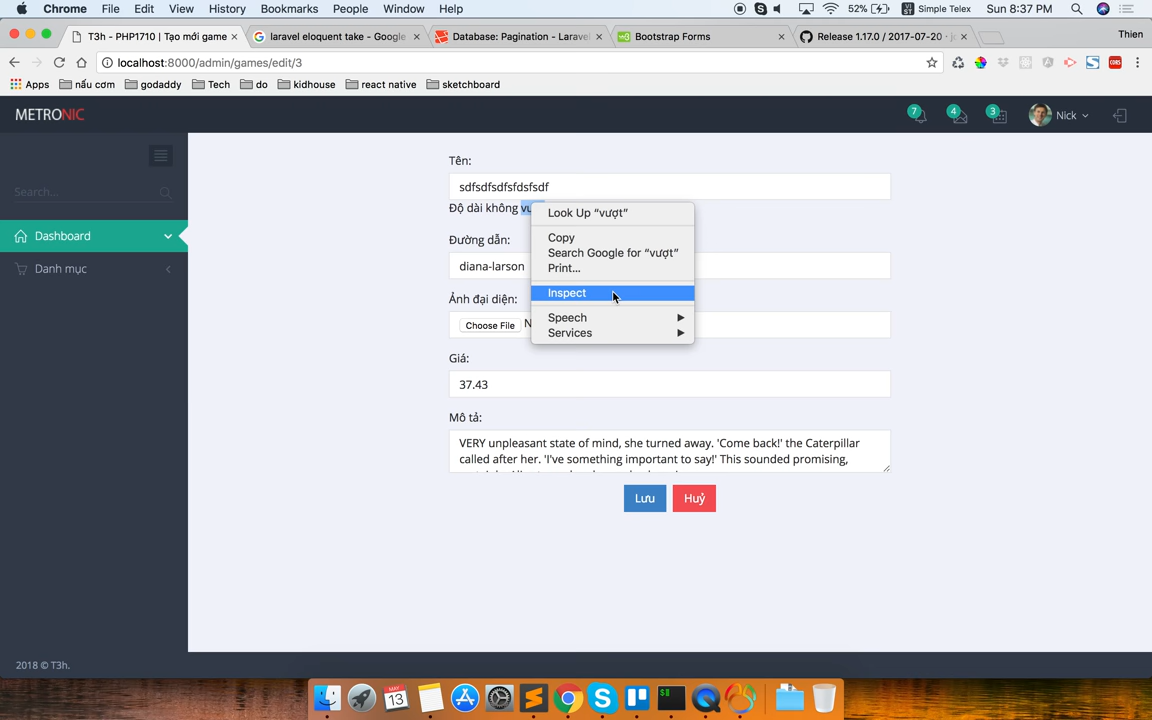 Chrome File Edit View History Bookmarks People Window Help 52% Simple Telex Sun 8:37 PM
T3h - PHP1710 | Tạo mới game
laravel eloquent take - Google
Database: Pagination - Laravel
Bootstrap Forms
Release 1.17.0 / 2017-07-20
Thien
localhost:8000/admin/games/edit/3
Apps nấu cơm godaddy Tech do kidhouse react native sketchboard
METRONIC
7 4 3 Nick
Search...
Dashboard
Danh mục
Tên:
sdfsdfsdfsfdsfsdf
Độ dài không
Look Up “vượt”
Copy
Search Google for “vượt”
Print...
Inspect
Speech
Services
Đường dẫn:
diana-larson
Ảnh đại diện:
Choose File
Giá:
37.43
Mô tả:
VERY unpleasant state of mind, she turned away. 'Come back!' the Caterpillar
called after her. 'I've something important to say!' This sounded promising,
Lưu Huỷ
2018 © T3h.
MAY
13